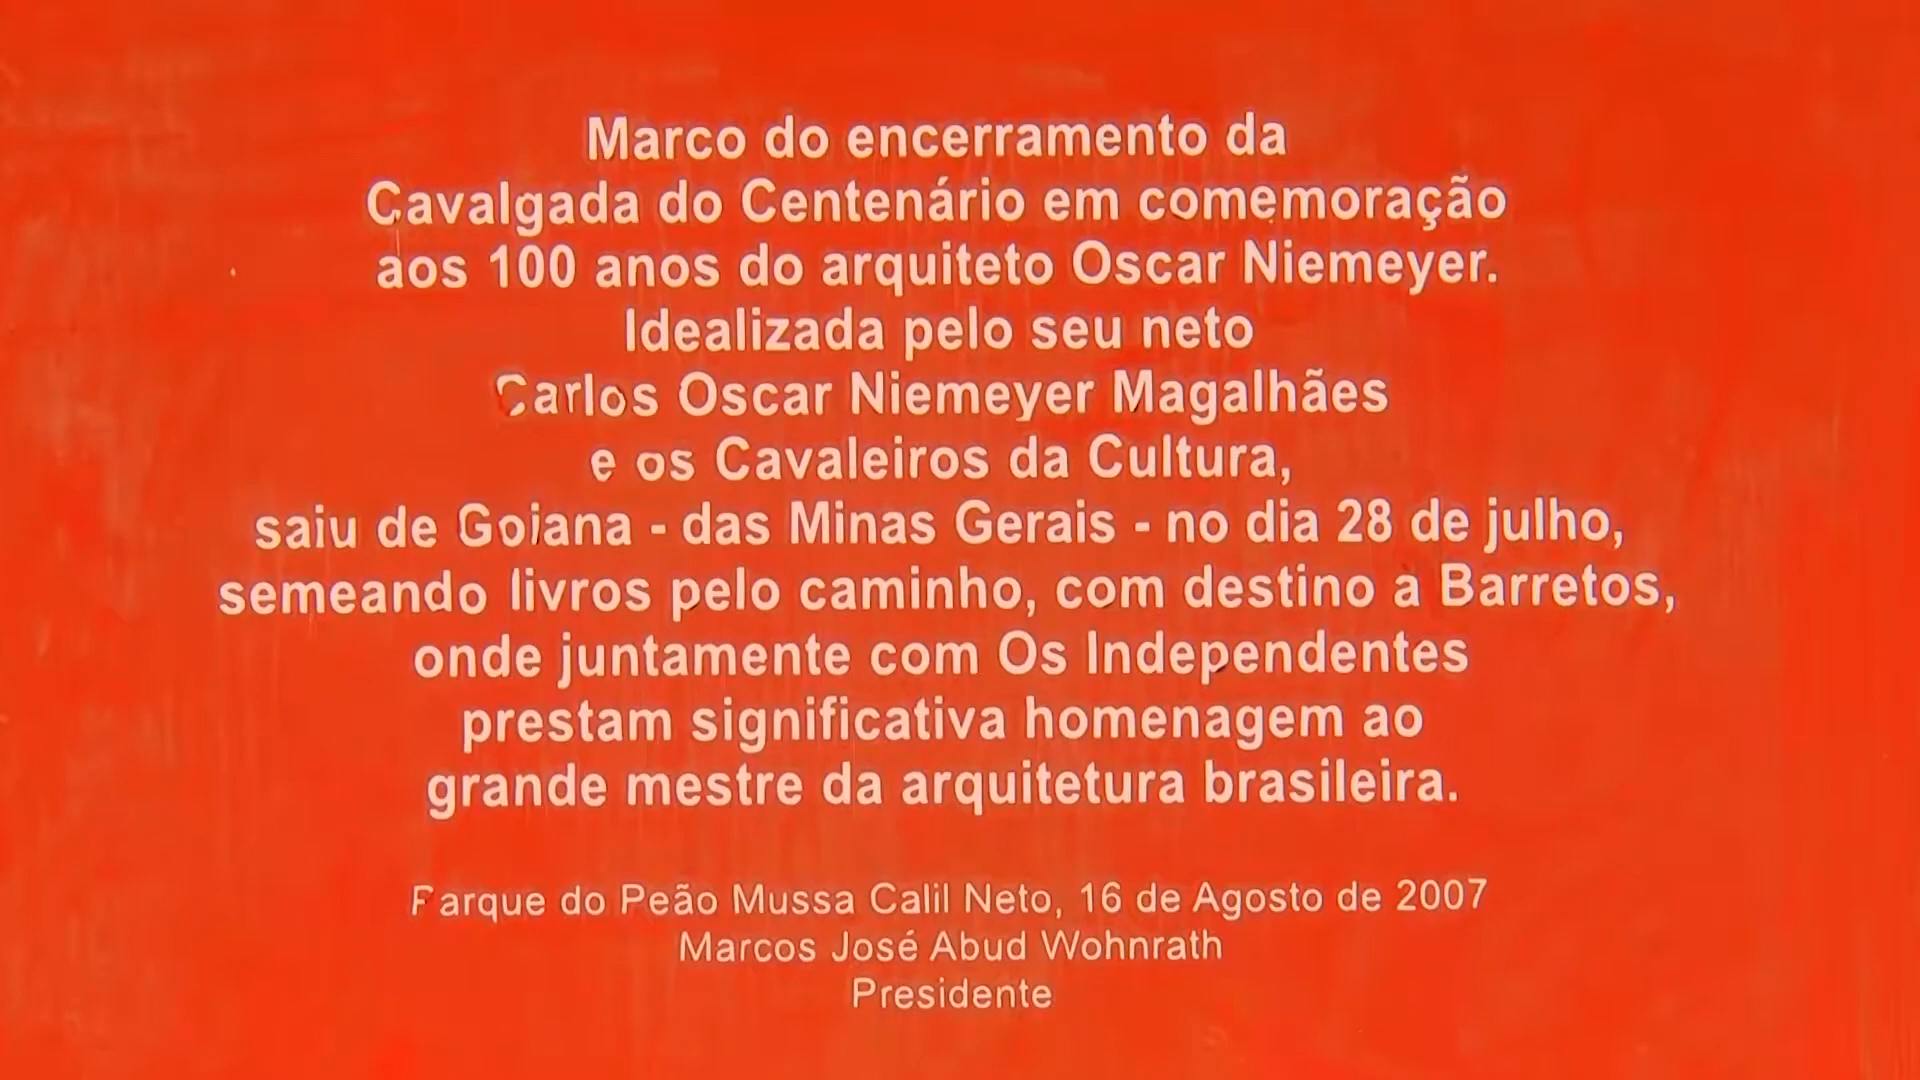 Marco do encerramento da
Cavalgada do Centenário em comemoração
aos 100 anos do arquiteto Oscar Niemeyer.
Idealizada pelo seu neto
Carlos Oscar Niemeyer Magalhães
e os Cavaleiros da Cultura,
saiu de Goiana - das Minas Gerais - no dia 28 de julho,
semeando livros pelo caminho, com destino a Barretos,
onde juntamente com Os Independentes
prestam significativa homenagem ao
grande mestre da arquitetura brasileira.
Parque do Peão Mussa Calil Neto, 16 de Agosto de 2007
Marcos José Abud Wohnrath
Presidente